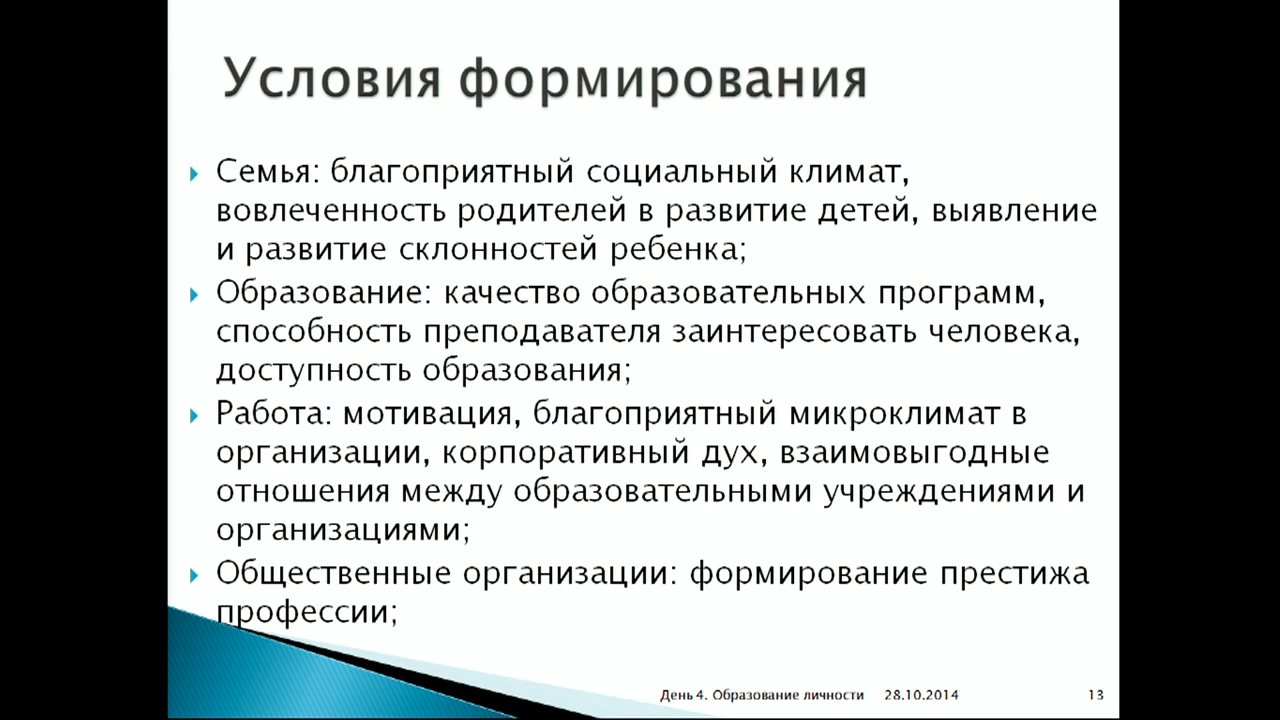 Условия формирования
Семья: благоприятный социальный климат,
вовлеченность родителей в развитие детей, выявление
и развитие склонностей ребенка;
Образование: качество образовательных программ,
способность преподавателя заинтересовать человека,
доступность образования;
Работа: мотивация, благоприятный микроклимат в
организации, корпоративный дух, взаимовыгодные
отношения между образовательными учреждениями и
организациями;
Общественные организации: формирование престижа
профессии;
День 4. Образование личности 28.10.2014 13